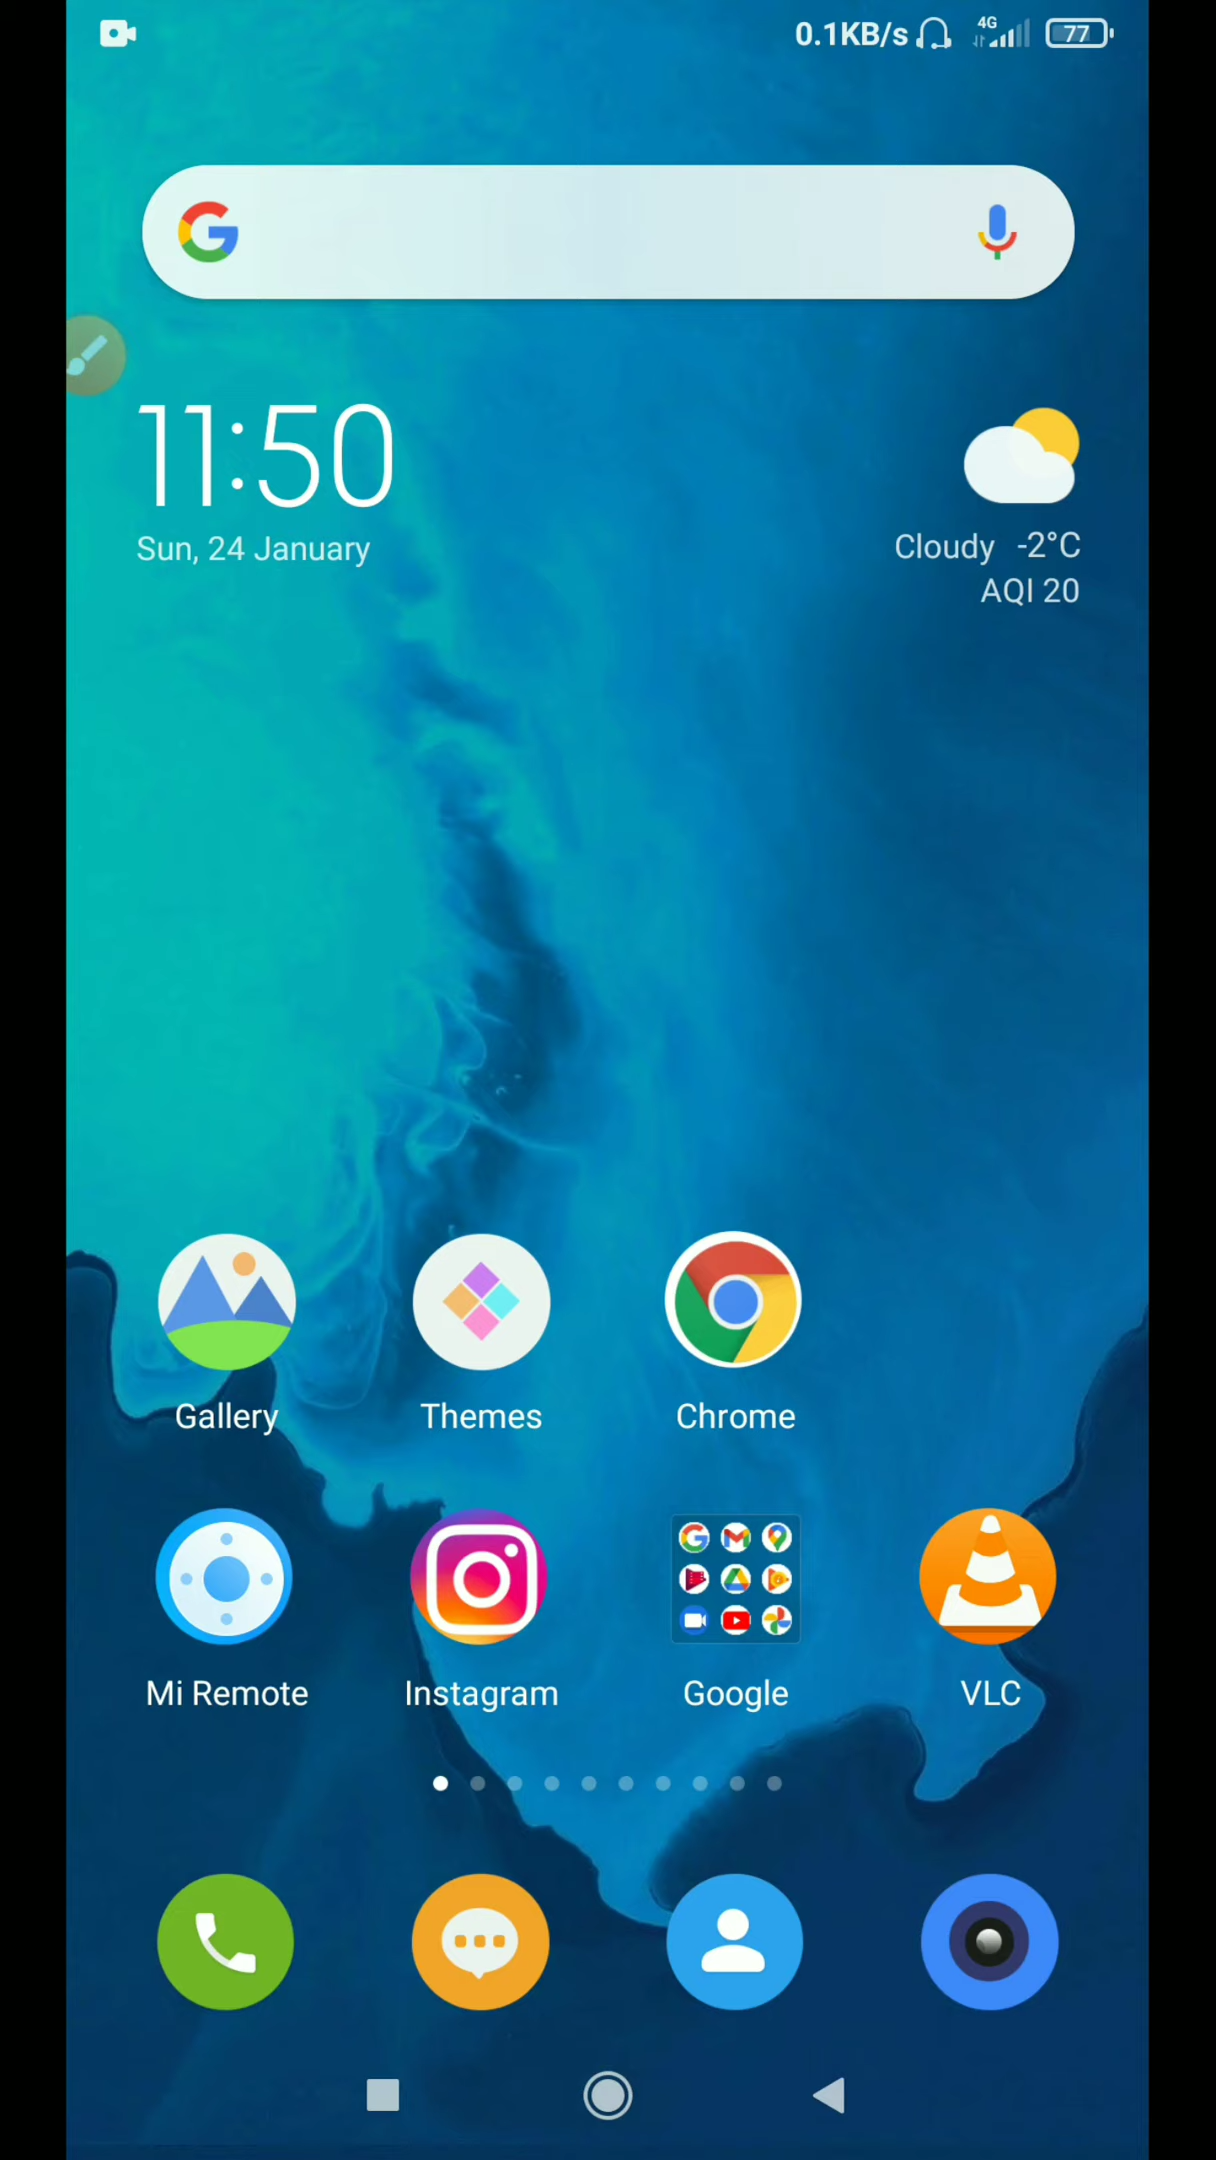 0.1KB/s 4G 77
11:50
Sun, 24 January
Cloudy -2°C
AQI 20
Gallery Themes Chrome
Mi Remote Instagram Google VLC